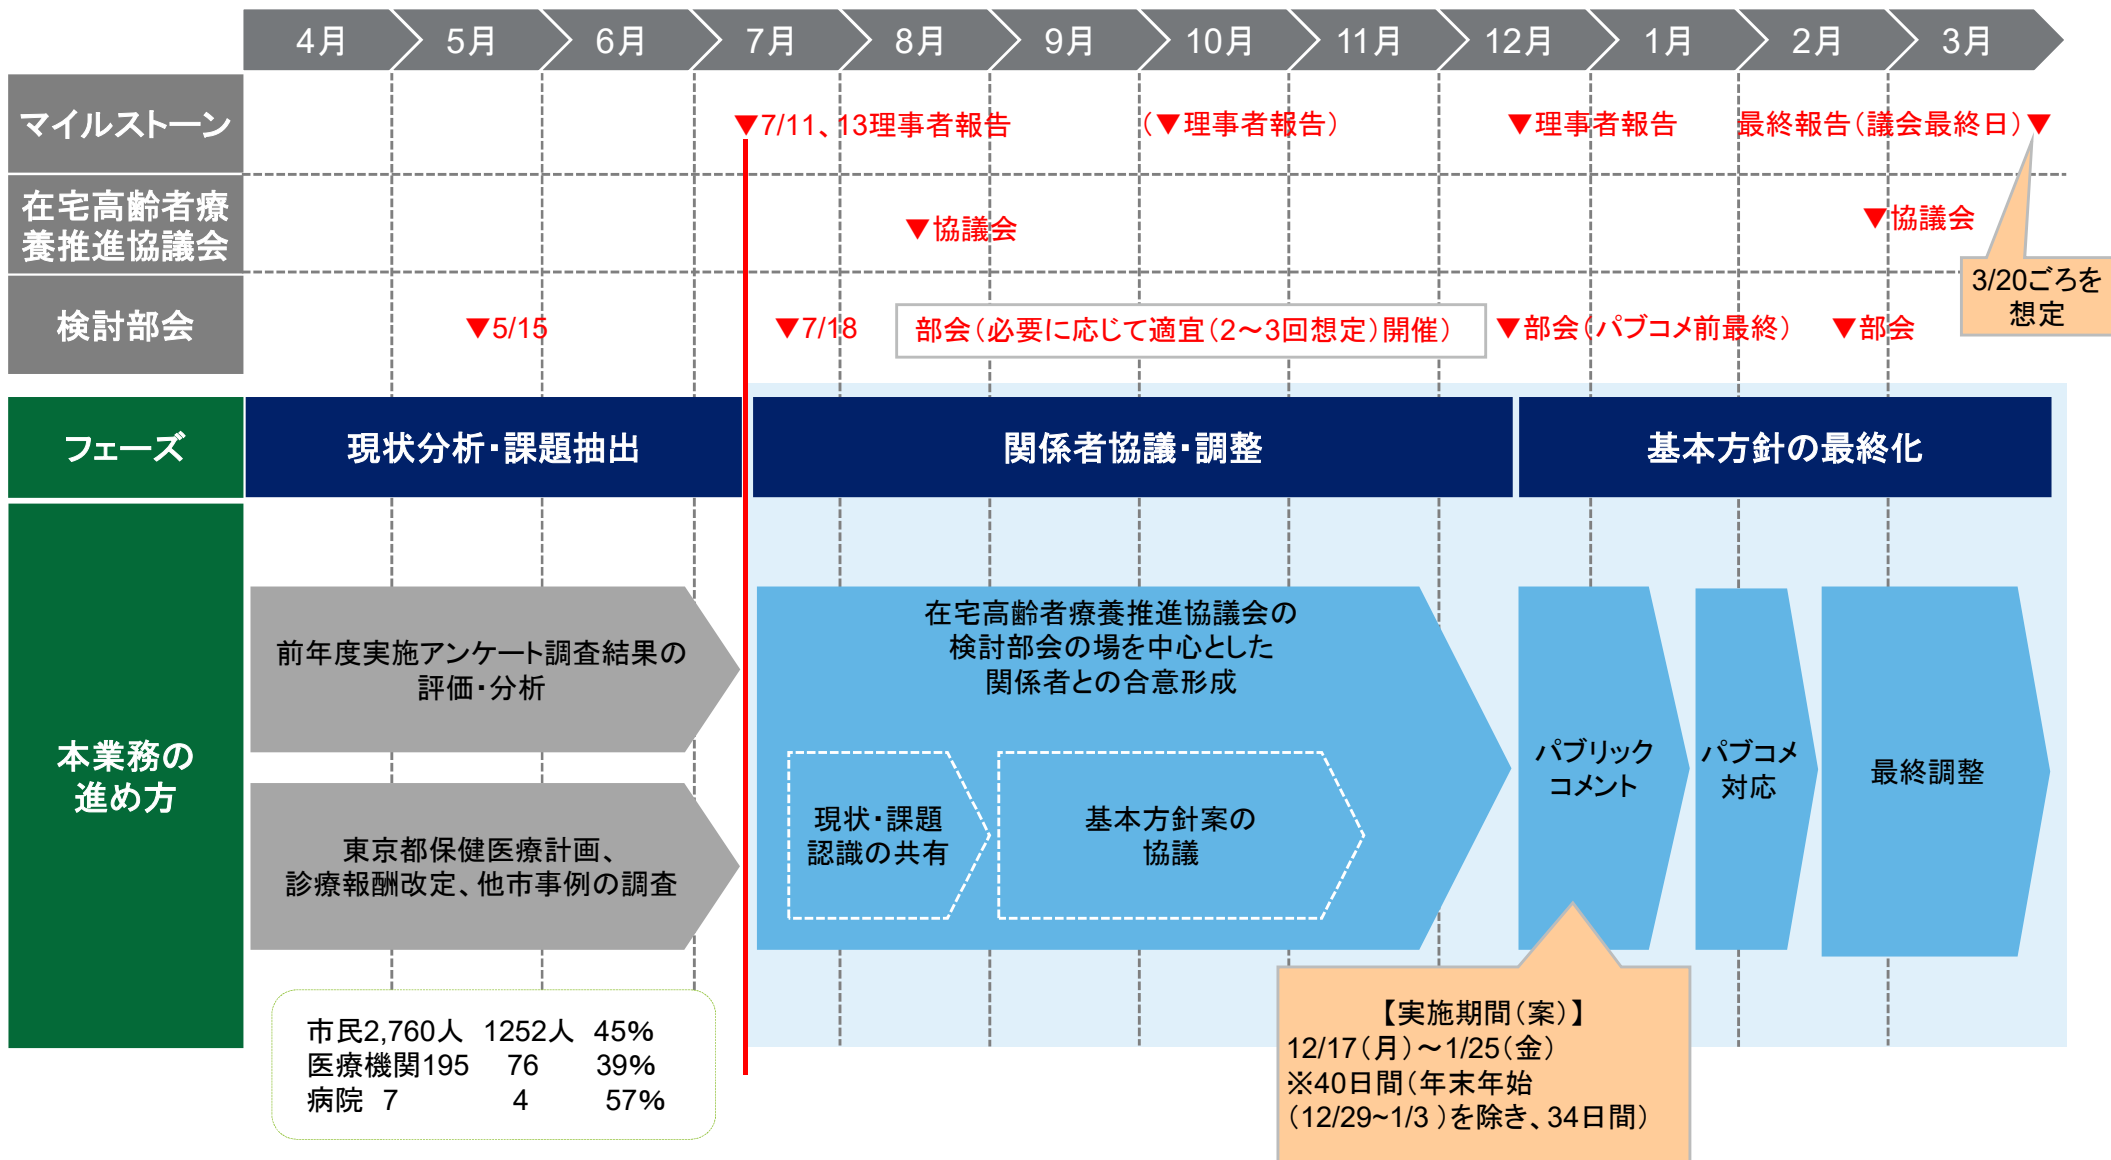 4月 5月 6月 7月 8月 9月 10月 11月 12月 1月 2月 3月
マイルストーン
▼7/11、13理事者報告
（▼理事者報告）
▼理事者報告
最終報告（議会最終日）▼
在宅高齢者療
養推進協議会
▼協議会
▼協議会
3/20ごろを
想定
検討部会
▼5/15
▼7/18
部会（必要に応じて適宜（2～3回想定）開催）
▼部会（パブコメ前最終）
▼部会
フェーズ
現状分析・課題抽出
関係者協議・調整
基本方針の最終化
本業務の
進め方
前年度実施アンケート調査結果の
評価・分析
東京都保健医療計画、
診療報酬改定、他市事例の調査
在宅高齢者療養推進協議会の
検討部会の場を中心とした
関係者との合意形成
現状・課題
認識の共有
基本方針案の
協議
パブリック
コメント
パブコメ
対応
最終調整
市民2,760人 1252人 45%
医療機関195 76 39%
病院 7 4 57%
【実施期間（案）】
12/17（月）～1/25（金）
※40日間（年末年始
（12/29~1/3 ）を除き、34日間）